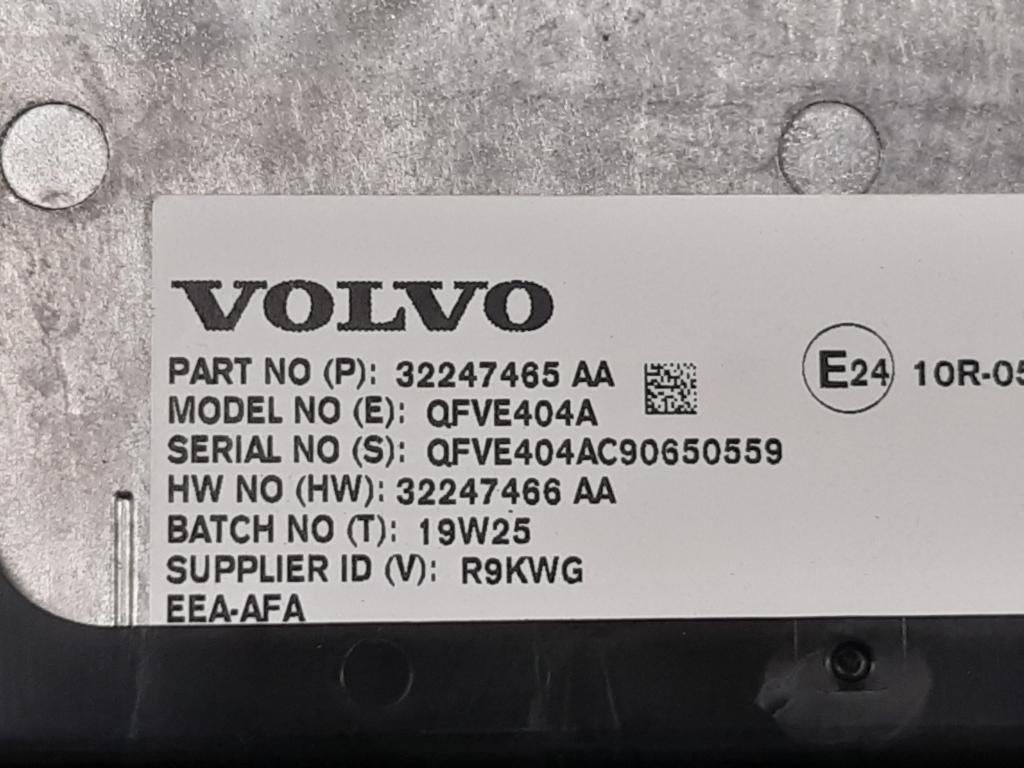 VOLVO
PART NO (P): 32247465 AA
MODEL NO (E): QFVE404A
SERIAL NO (S): QFVE404AC90650559
HW NO (HW): 32247466 AA
BATCH NO (T): 19W25
SUPPLIER ID (V): R9KWG
EEA-AFA
E24 10R-05